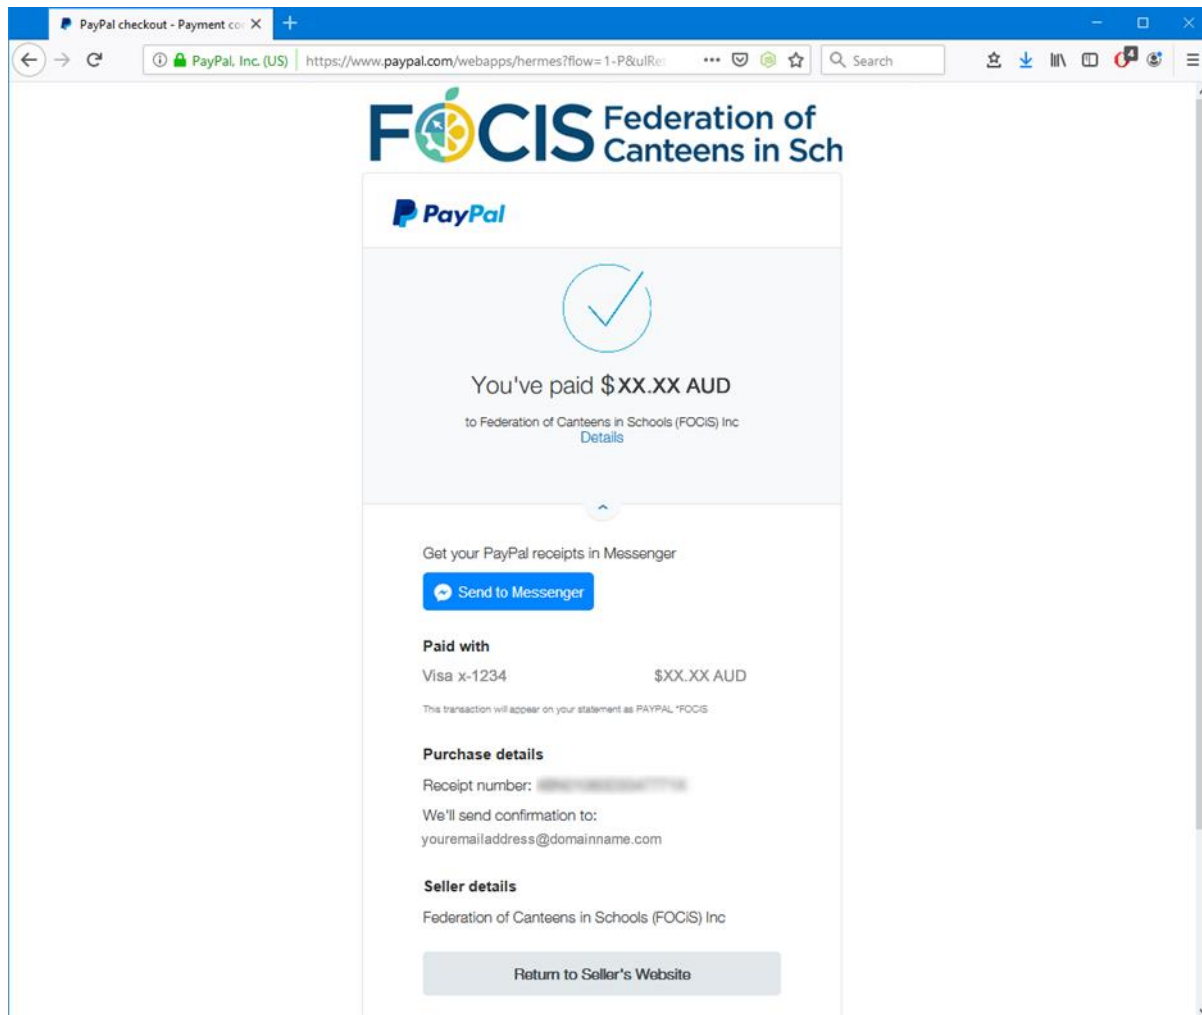 PayPal checkout - Payment co
PayPal, Inc. (US) https://www.paypal.com/webapps/hermes?flow=1-P&ulRe
Search
4
FOCIS Federation of
Canteens in Sch
PayPal
You've paid $XX.XX AUD
to Federation of Canteens in Schools (FOCiS) Inc
Details
Get your PayPal receipts in Messenger
Send to Messenger
Paid with
Visa x-1234 $XX.XX AUD
This transaction will appear on your statement as PAYPAL *FOCIS
Purchase details
Receipt number:
We'll send confirmation to:
youremailaddress@domainname.com
Seller details
Federation of Canteens in Schools (FOCiS) Inc
Return to Seller's Website